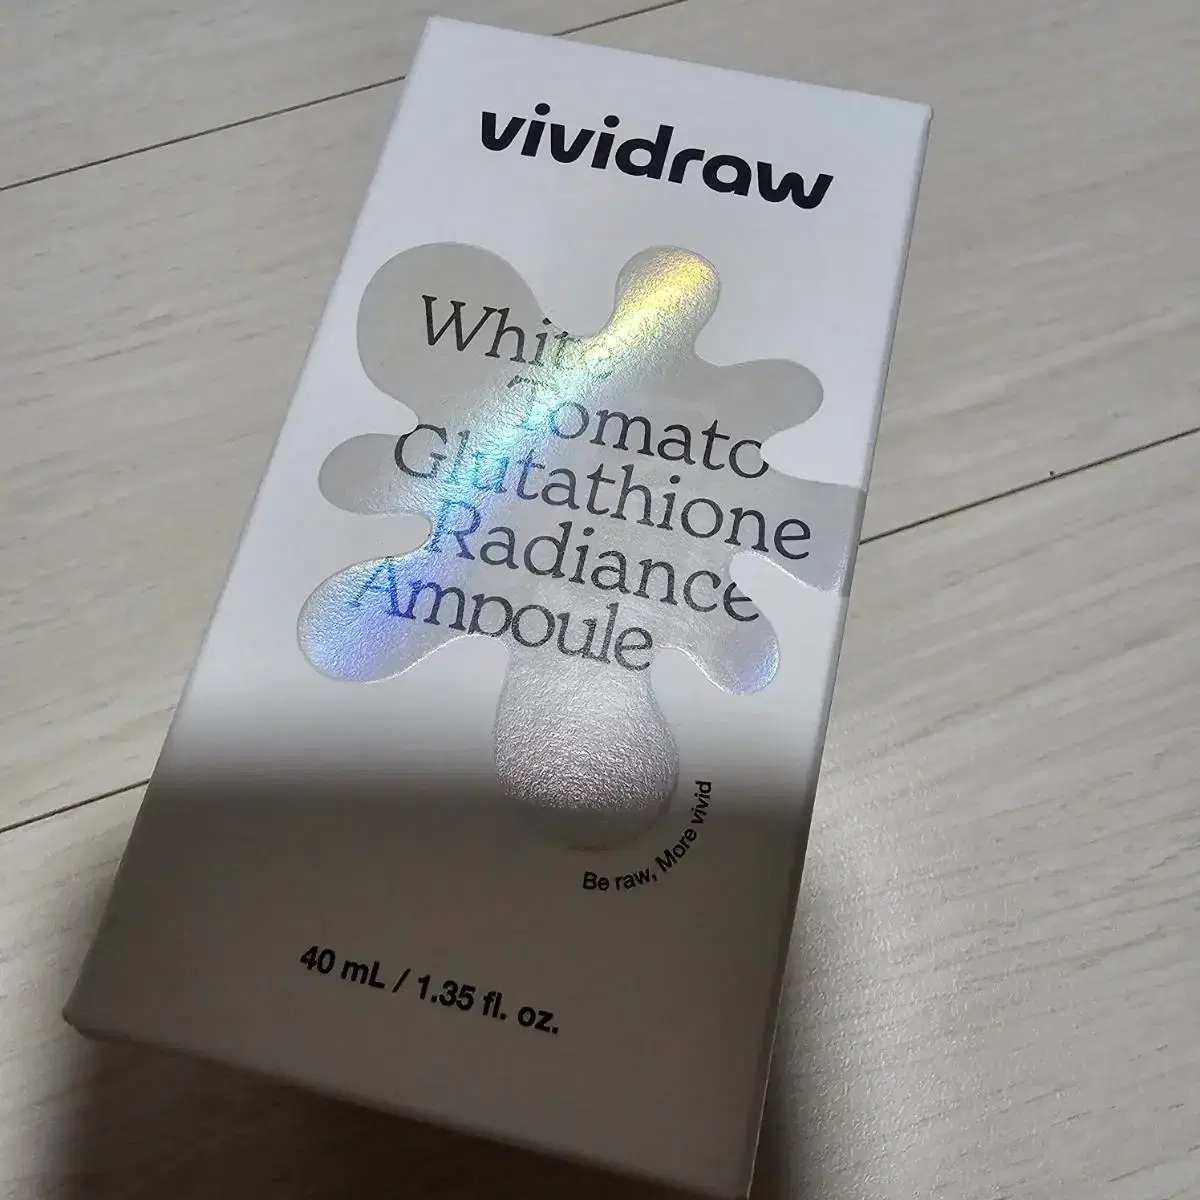 vividraw
White
Tomato
Glutathione
Radiance
Ampoule
Be raw, More vivid
40 mL / 1.35 fl. oz.